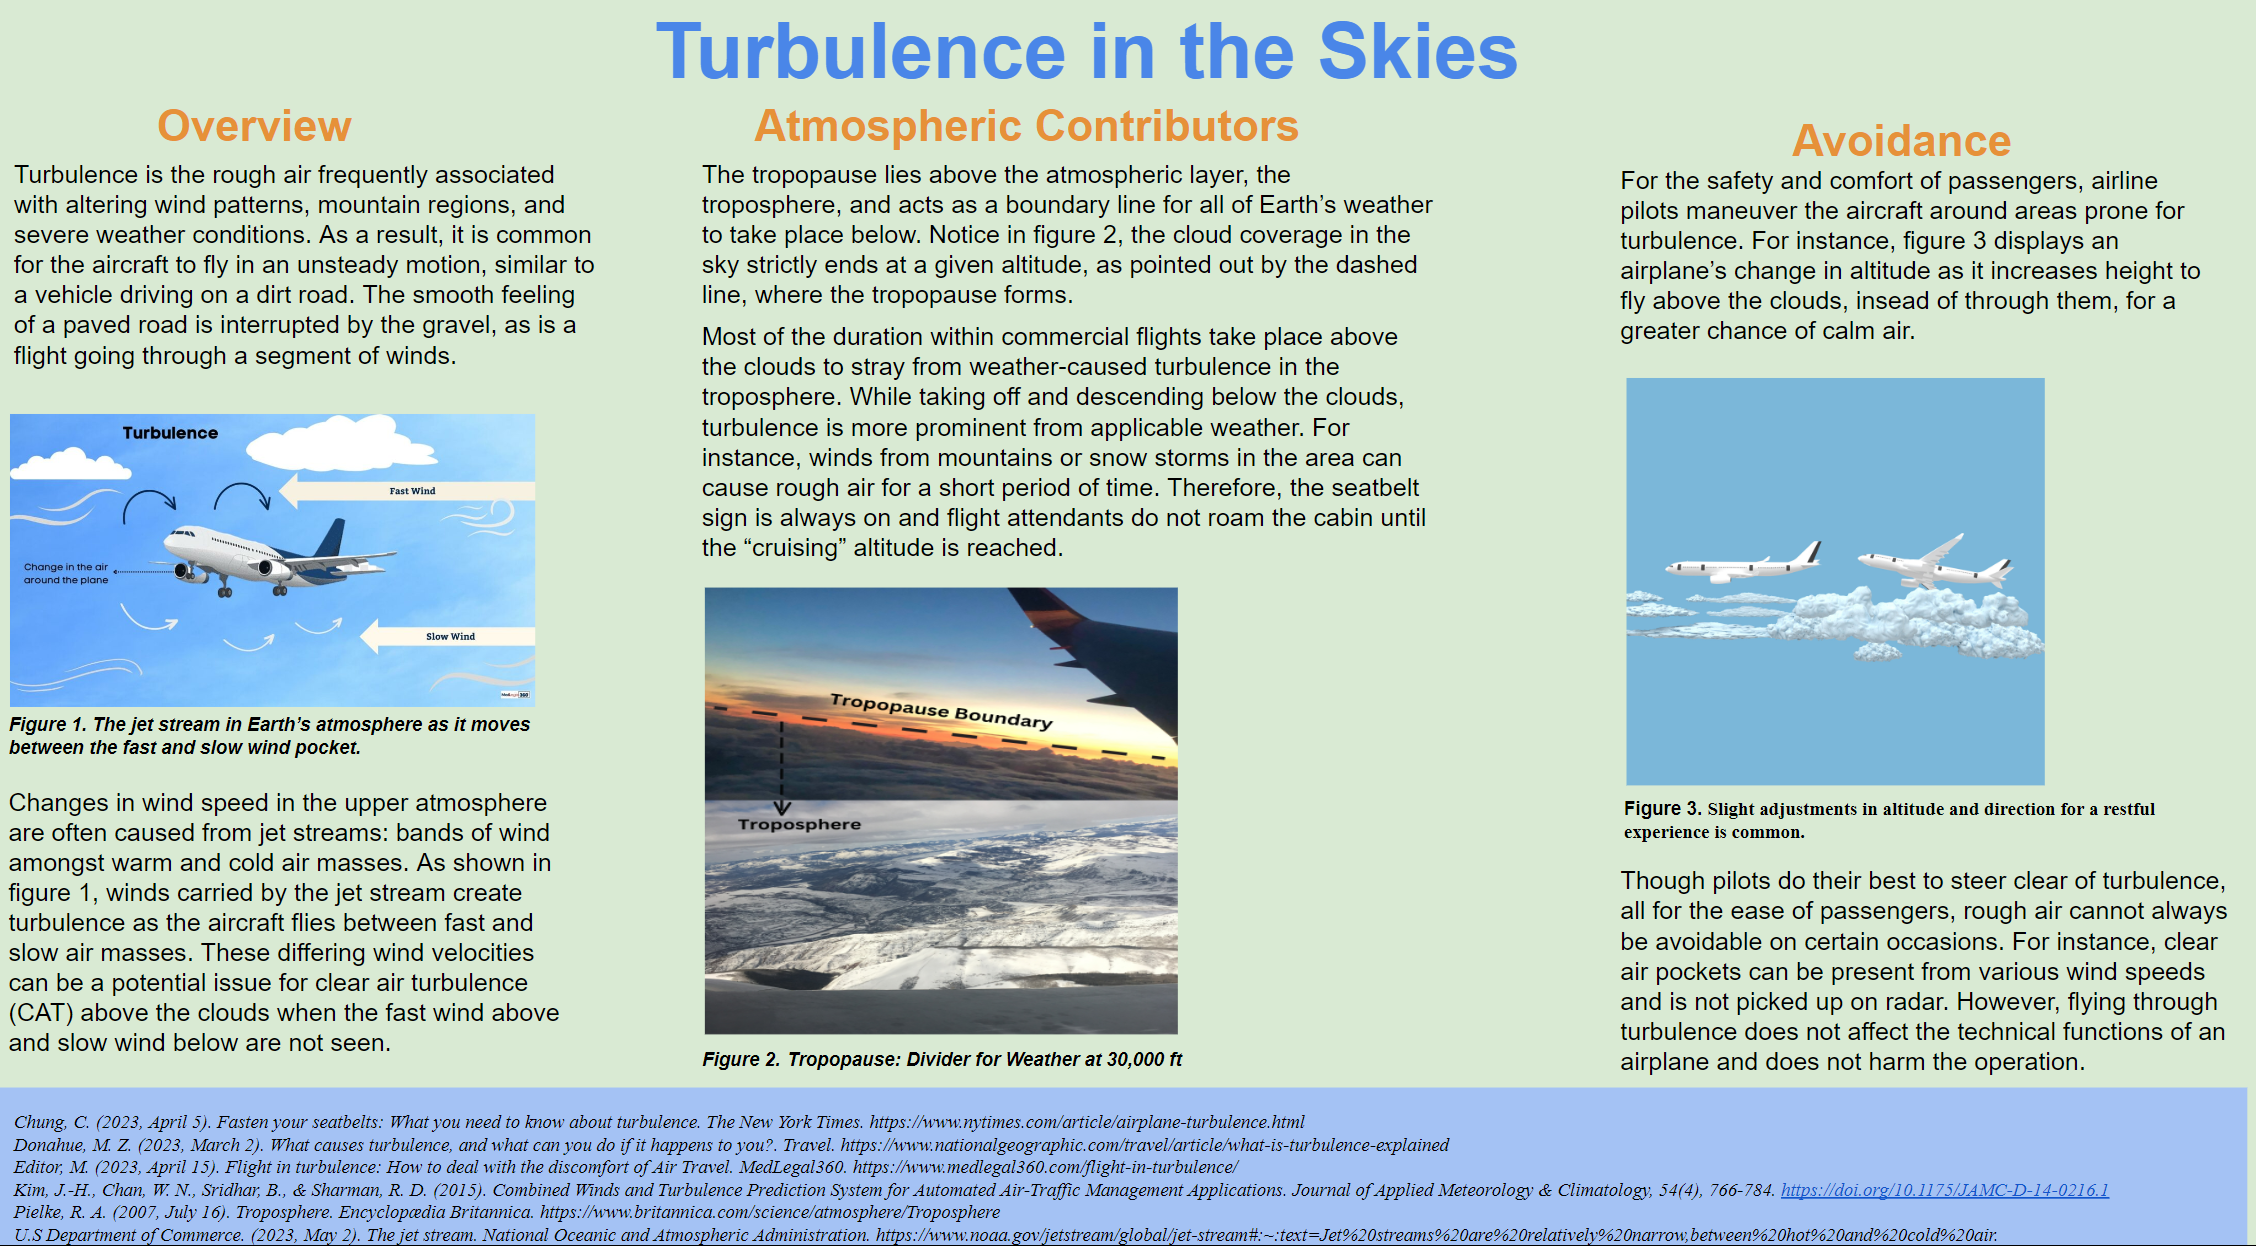 Turbulence in the Skies
Overview
Turbulence is the rough air frequently associated
with altering wind patterns, mountain regions, and
severe weather conditions. As a result, it is common
for the aircraft to fly in an unsteady motion, similar to
a vehicle driving on a dirt road. The smooth feeling
of a paved road is interrupted by the gravel, as is a
flight going through a segment of winds.
Turbulence
Fast Wind
Change in the air
around the plane
Slow Wind
MedLegal360
Figure 1. The jet stream in Earth's atmosphere as it moves
between the fast and slow wind pocket.
Changes in wind speed in the upper atmosphere
are often caused from jet streams: bands of wind
amongst warm and cold air masses. As shown in
figure 1, winds carried by the jet stream create
turbulence as the aircraft flies between fast and
slow air masses. These differing wind velocities
can be a potential issue for clear air turbulence
(CAT) above the clouds when the fast wind above
and slow wind below are not seen.
Atmospheric Contributors
The tropopause lies above the atmospheric layer, the
troposphere, and acts as a boundary line for all of Earth's weather
to take place below. Notice in figure 2, the cloud coverage in the
sky strictly ends at a given altitude, as pointed out by the dashed
line, where the tropopause forms.
Most of the duration within commercial flights take place above
the clouds to stray from weather-caused turbulence in the
troposphere. While taking off and descending below the clouds,
turbulence is more prominent from applicable weather. For
instance, winds from mountains or snow storms in the area can
cause rough air for a short period of time. Therefore, the seatbelt
sign is always on and flight attendants do not roam the cabin until
the “cruising” altitude is reached.
Tropopause Boundary
Troposphere
Figure 2. Tropopause: Divider for Weather at 30,000 ft
Avoidance
For the safety and comfort of passengers, airline
pilots maneuver the aircraft around areas prone for
turbulence. For instance, figure 3 displays an
airplane's change in altitude as it increases height to
fly above the clouds, insead of through them, for a
greater chance of calm air.
Figure 3. Slight adjustments in altitude and direction for a restful
experience is common.
Though pilots do their best to steer clear of turbulence,
all for the ease of passengers, rough air cannot always
be avoidable on certain occasions. For instance, clear
air pockets can be present from various wind speeds
and is not picked up on radar. However, flying through
turbulence does not affect the technical functions of an
airplane and does not harm the operation.
Chung, C. (2023, April 5). Fasten your seatbelts: What you need to know about turbulence. The New York Times. https://www.nytimes.com/article/airplane-turbulence.html
Donahue, M. Z. (2023, March 2). What causes turbulence, and what can you do if it happens to you?. Travel. https://www.nationalgeographic.com/travel/article/what-is-turbulence-explained
Editor, M. (2023, April 15). Flight in turbulence: How to deal with the discomfort of Air Travel. MedLegal360. https://www.medlegal360.com/flight-in-turbulence/
Kim, J.-H., Chan, W. N., Sridhar, B., & Sharman, R. D. (2015). Combined Winds and Turbulence Prediction System for Automated Air-Traffic Management Applications. Journal of Applied Meteorology & Climatology, 54(4), 766-784. https://doi.org/10.1175/JAMC-D-14-0216.1
Pielke, R. A. (2007, July 16). Troposphere. Encyclopædia Britannica. https://www.britannica.com/science/atmosphere/Troposphere
U.S Department of Commerce. (2023, May 2). The jet stream. National Oceanic and Atmospheric Administration. https://www.noaa.gov/jetstream/global/jet-stream#:~:text=Jet%20streams%20are%20relatively%20narrow,between%20hot%20and%20cold%20air.